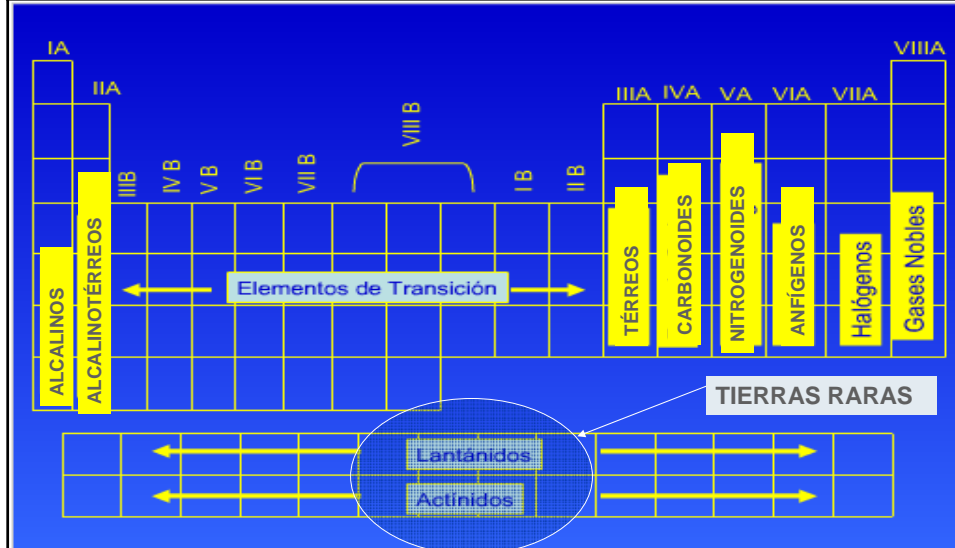 IA
VIIIA
IIA
IIIA
IVA
VA
VIA
VIIA
IIIB
IV B
V B
VI B
VII B
VIII B
I B
II B
ALCALINOS
ALCALINOTÉRREOS
Elementos de Transición
TÉRREOS
CARBONOIDES
NITROGENOIDES
ANFÍGENOS
Halógenos
Gases Nobles
TIERRAS RARAS
Lantánidos
Actínidos